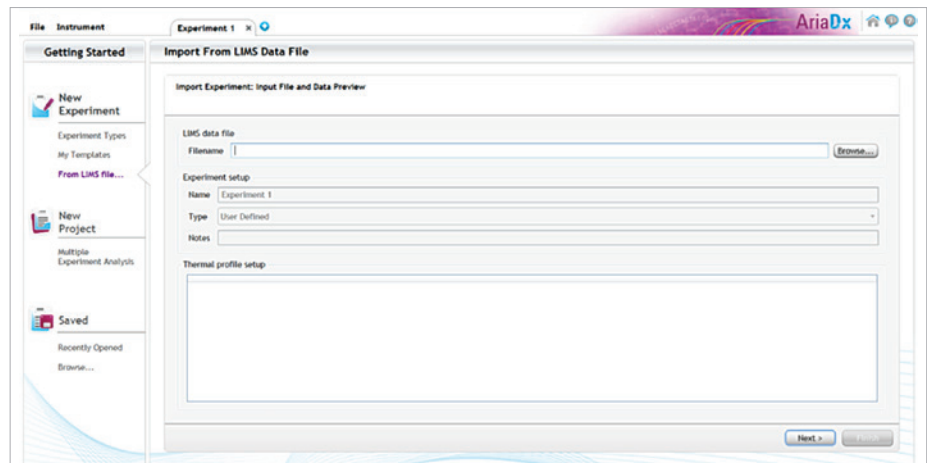 File Instrument
Experiment 1 x
AriaDx
Getting Started
Import From LIMS Data File
New
Experiment
Experiment Types
My Templates
From LIMS file...
New
Project
Multiple
Experiment Analysis
Saved
Recently Opened
Browse...
Import Experiment: Input File and Data Preview
LIMS data file
Filename
Browse...
Experiment setup
Name Experiment 1
Type User Defined
Notes
Thermal profile setup
Next >